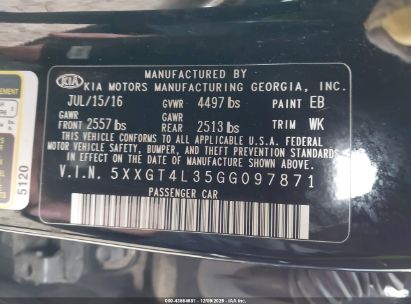 MANUFACTURED BY
KIA
KIA MOTORS MANUFACTURING GEORGIA, INC.
JUL/15/16 GVWR 4497 lbs PAINT EB
GAWR FRONT 2557 lbs GAWR REAR 2513 lbs TRIM WK
THIS VEHICLE CONFORMS TO ALL APPLICABLE U.S.A. FEDERAL
MOTOR VEHICLE SAFETY, BUMPER, AND THEFT PREVENTION STANDARDS
IN EFFECT ON THE DATE OF MANUFACTURE SHOWN ABOVE.
V.I.N. 5XXGT4L35GG097871
PASSENGER CAR
5120